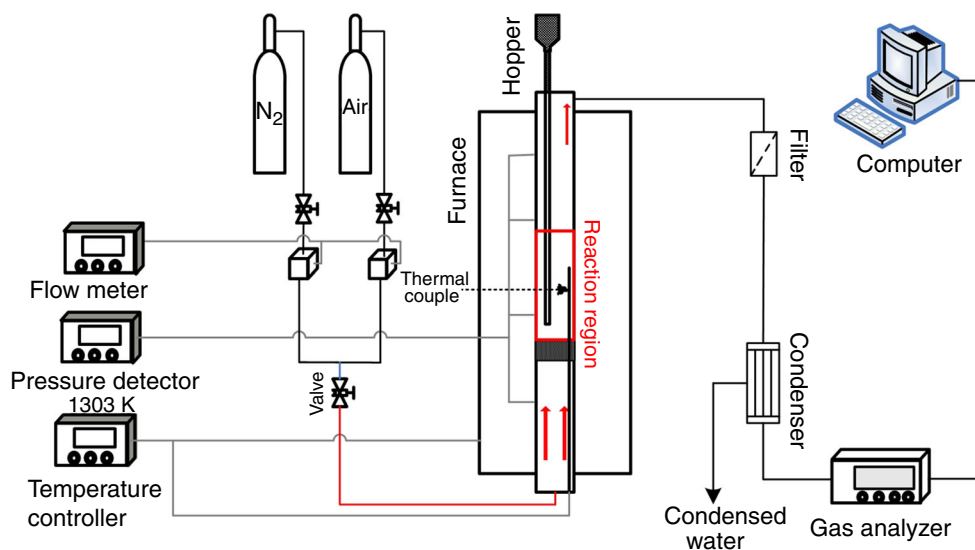 N2
Air
Hopper
Furnace
Filter
Computer
Flow meter
Thermal
couple
Reaction region
Pressure detector
1303 K
Valve
Condenser
Temperature
controller
Condensed
water
Gas analyzer